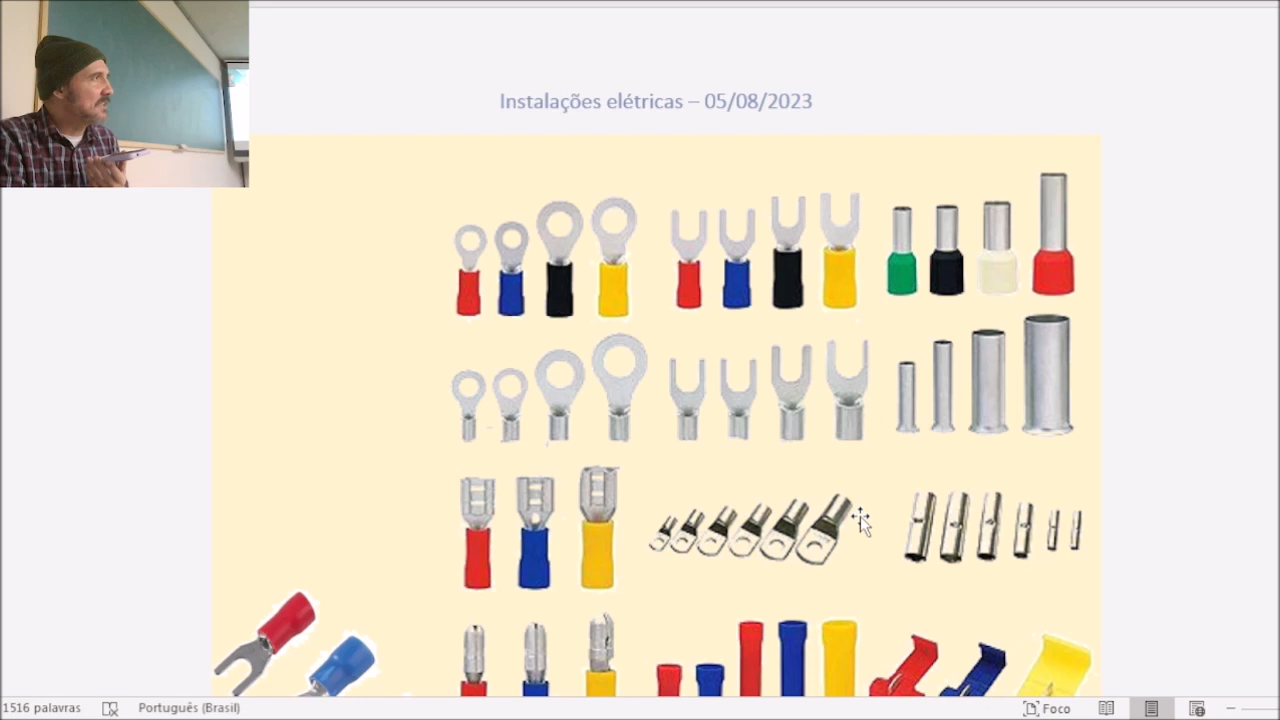 Instalações elétricas – 05/08/2023
1516 palavras
Português (Brasil)
Foco